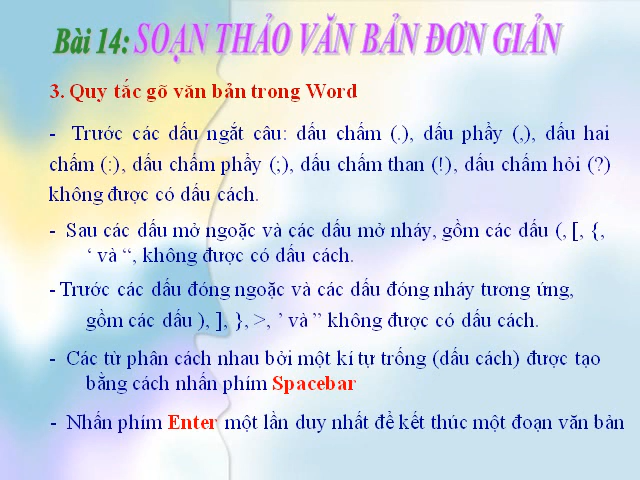 Bài 14: SOẠN THẢO VĂN BẢN ĐƠN GIẢN
3. Quy tắc gõ văn bản trong Word
- Trước các dấu ngắt câu: dấu chấm (.), dấu phẩy (,), dấu hai
chấm (:), dấu chấm phẩy (;), dấu chấm than (!), dấu chấm hỏi (?)
không được có dấu cách.
- Sau các dấu mở ngoặc và các dấu mở nháy, gồm các dấu (, [, {,
‘ và “, không được có dấu cách.
- Trước các dấu đóng ngoặc và các dấu đóng nháy tương ứng,
gồm các dấu ), ], }, >, ’ và ” không được có dấu cách.
- Các từ phân cách nhau bởi một kí tự trống (dấu cách) được tạo
bằng cách nhấn phím Spacebar
- Nhấn phím Enter một lần duy nhất để kết thúc một đoạn văn bản